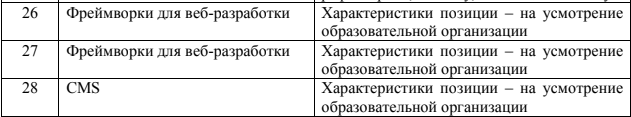 26 Фреймворки для веб-разработки Характеристики позиции – на усмотрение
образовательной организации
27 Фреймворки для веб-разработки Характеристики позиции – на усмотрение
образовательной организации
28 CMS Характеристики позиции – на усмотрение
образовательной организации